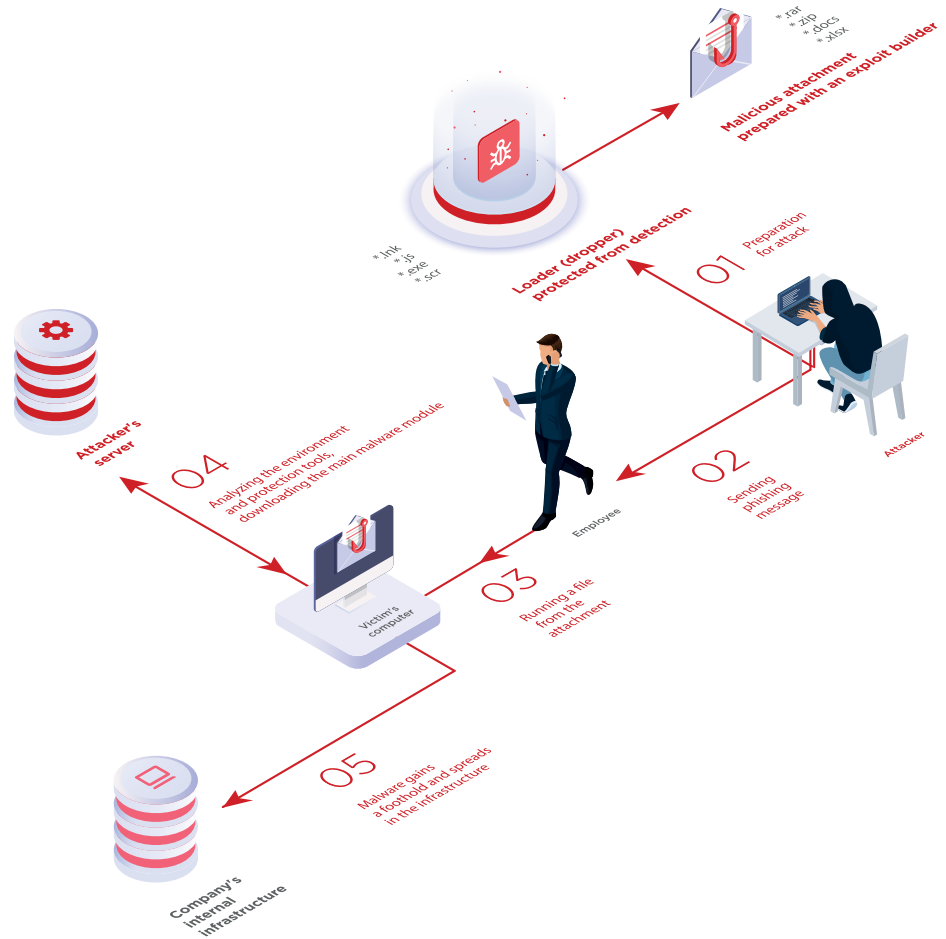 *.rar
*.zip
*.docs
*.xlsx
Malicious attachment
prepared with an exploit builder
*.lnk
*.js
*.exe
*.scr
Loader (dropper)
protected from detection
01
Preparation
for attack
Attacker
02
Sending
phishing
message
Employee
03
Running a file
from the
attachment
Victim's
computer
04
Analyzing the environment
and protection tools,
downloading the main malware module
Attacker's
server
05
Malware gains
a foothold and spreads
in the infrastructure
Company's
internal
infrastructure